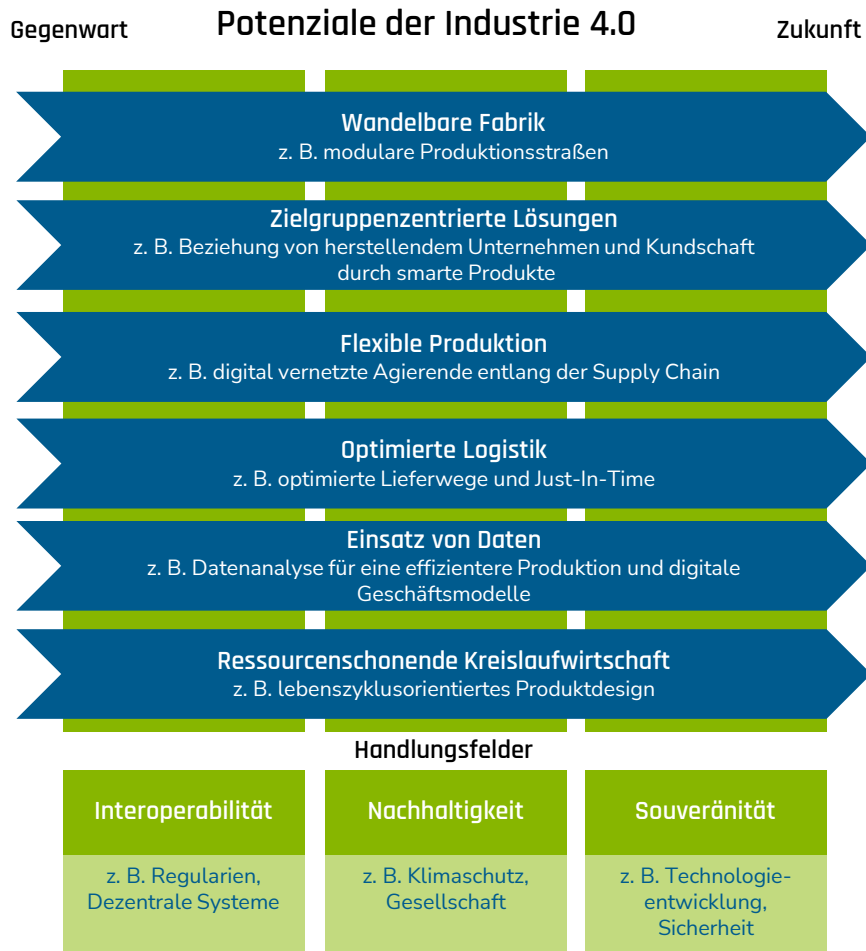 Gegenwart
Potenziale der Industrie 4.0
Zukunft
Wandelbare Fabrik
z. B. modulare Produktionsstraßen
Zielgruppenzentrierte Lösungen
z. B. Beziehung von herstellendem Unternehmen und Kundschaft
durch smarte Produkte
Flexible Produktion
z. B. digital vernetzte Agierende entlang der Supply Chain
Optimierte Logistik
z. B. optimierte Lieferwege und Just-In-Time
Einsatz von Daten
z. B. Datenanalyse für eine effizientere Produktion und digitale
Geschäftsmodelle
Ressourcenschonende Kreislaufwirtschaft
z. B. lebenszyklusorientiertes Produktdesign
Handlungsfelder
Interoperabilität
z. B. Regularien,
Dezentrale Systeme
Nachhaltigkeit
z. B. Klimaschutz,
Gesellschaft
Souveränität
z. B. Technologie-
entwicklung,
Sicherheit